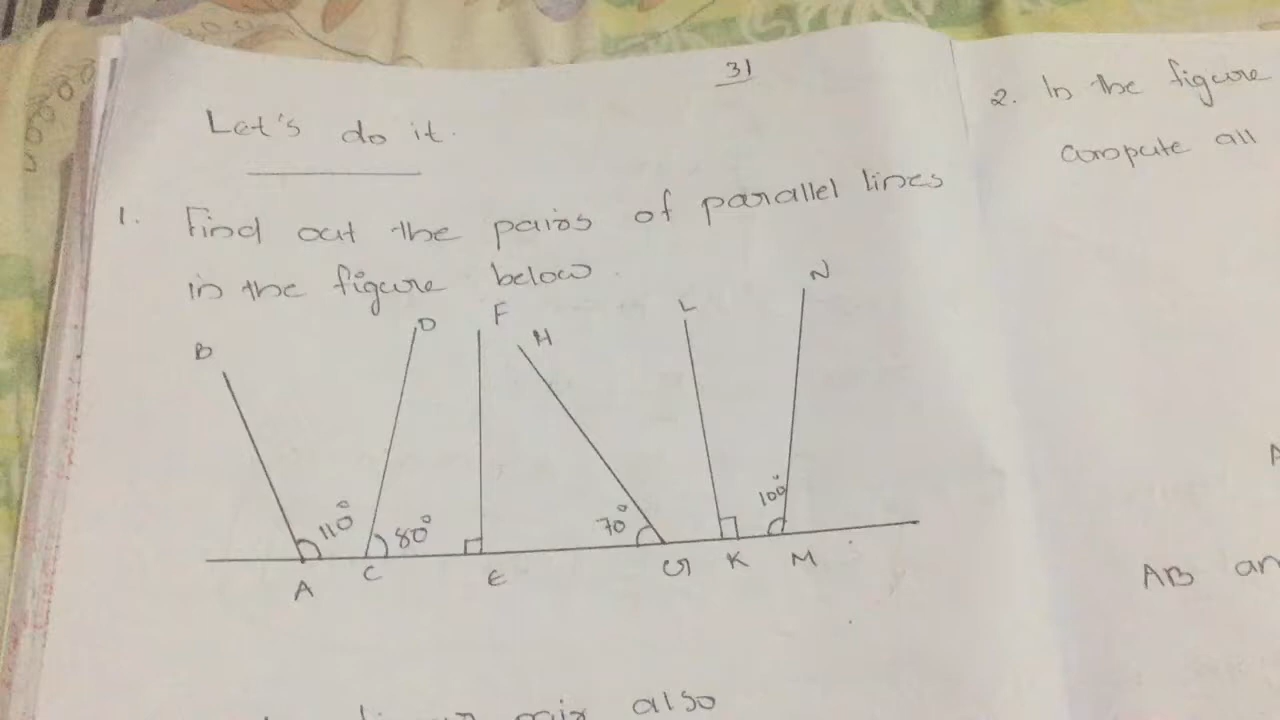 31
Let's do it.
1. Find out the pairs of parallel lines
in the figure below.
B
D
F
H
L
N
110°
80°
70°
100°
A
C
E
G
K
M
also
2. In the figure
compute all
A
AB an